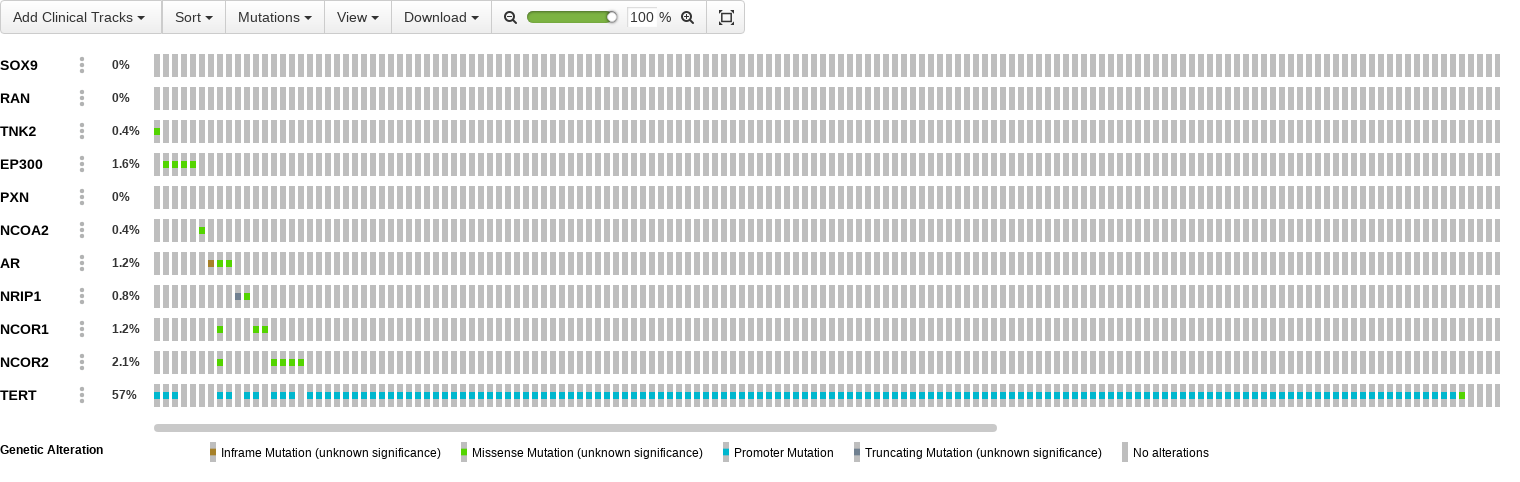 Add Clinical Tracks Sort Mutations View Download 100 %
SOX9 0%
RAN 0%
TNK2 0.4%
EP300 1.6%
PXN 0%
NCOA2 0.4%
AR 1.2%
NRIP1 0.8%
NCOR1 1.2%
NCOR2 2.1%
TERT 57%
Genetic Alteration Inframe Mutation (unknown significance) Missense Mutation (unknown significance) Promoter Mutation Truncating Mutation (unknown significance) No alterations